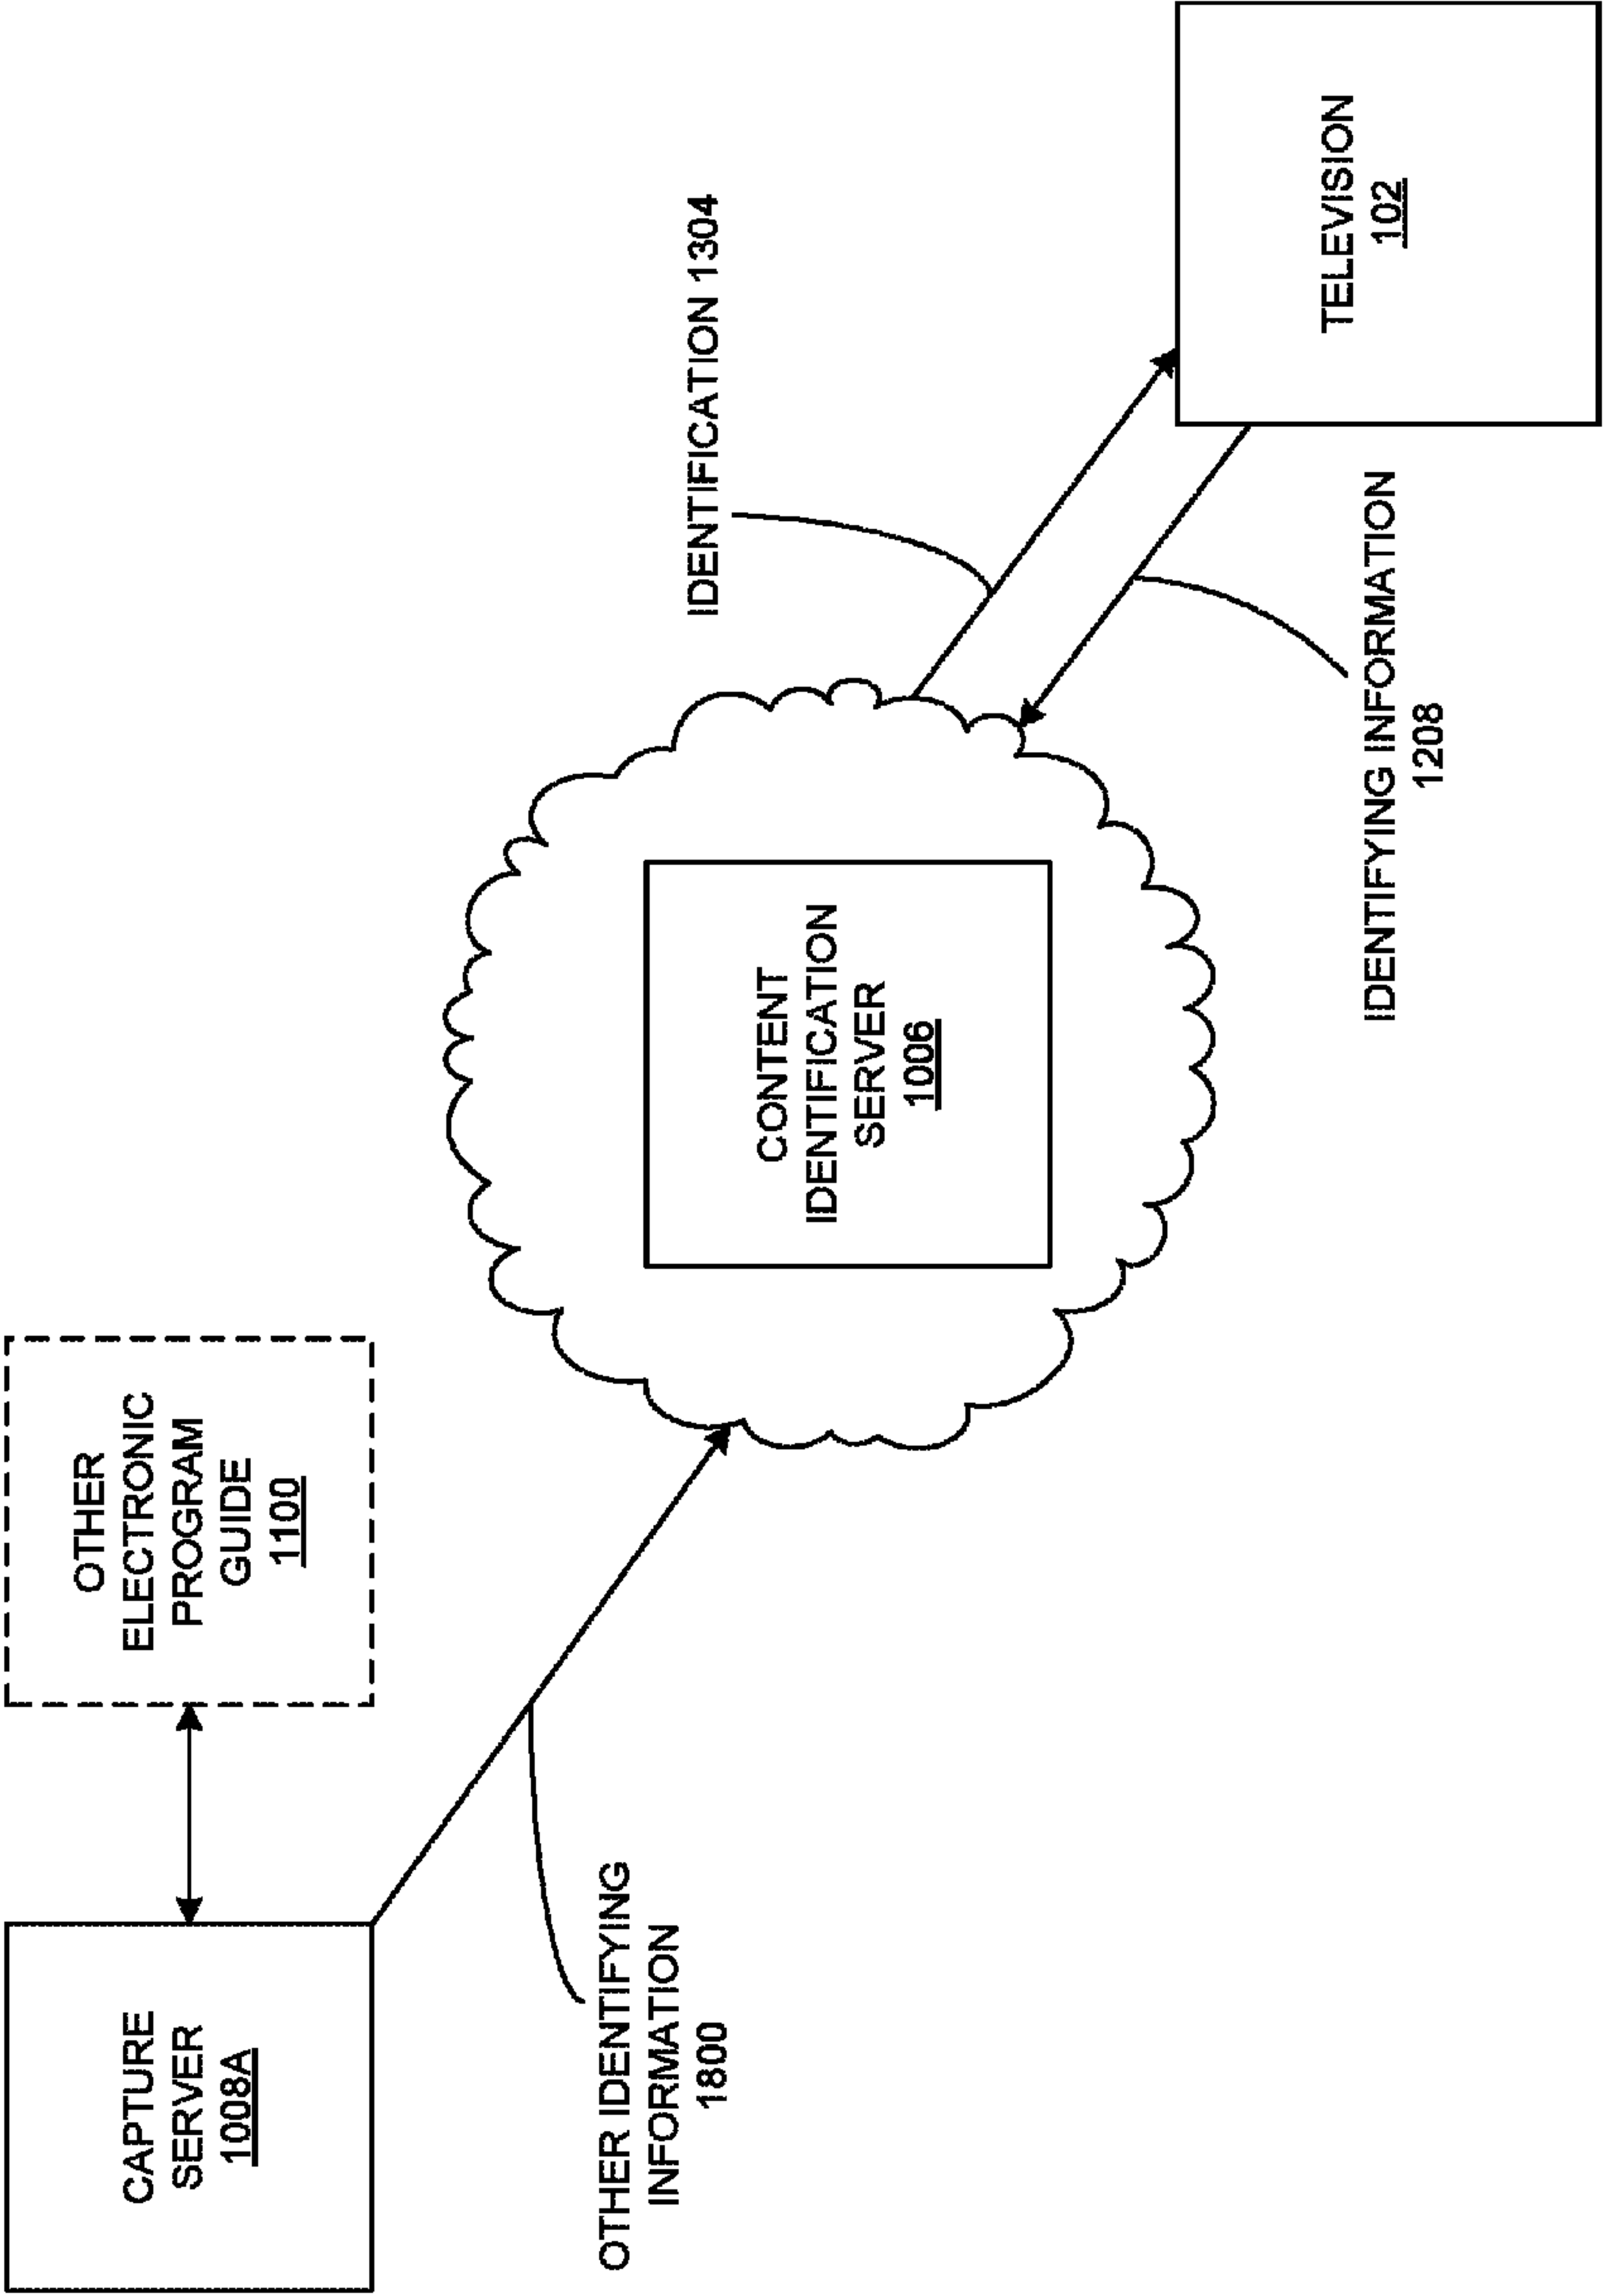 CAPTURE
SERVER
1008A
OTHER
ELECTRONIC
PROGRAM
GUIDE
1100
OTHER IDENTIFYING
INFORMATION
1800
CONTENT
IDENTIFICATION
SERVER
1006
IDENTIFICATION 1304
IDENTIFYING INFORMATION
1208
TELEVISION
102